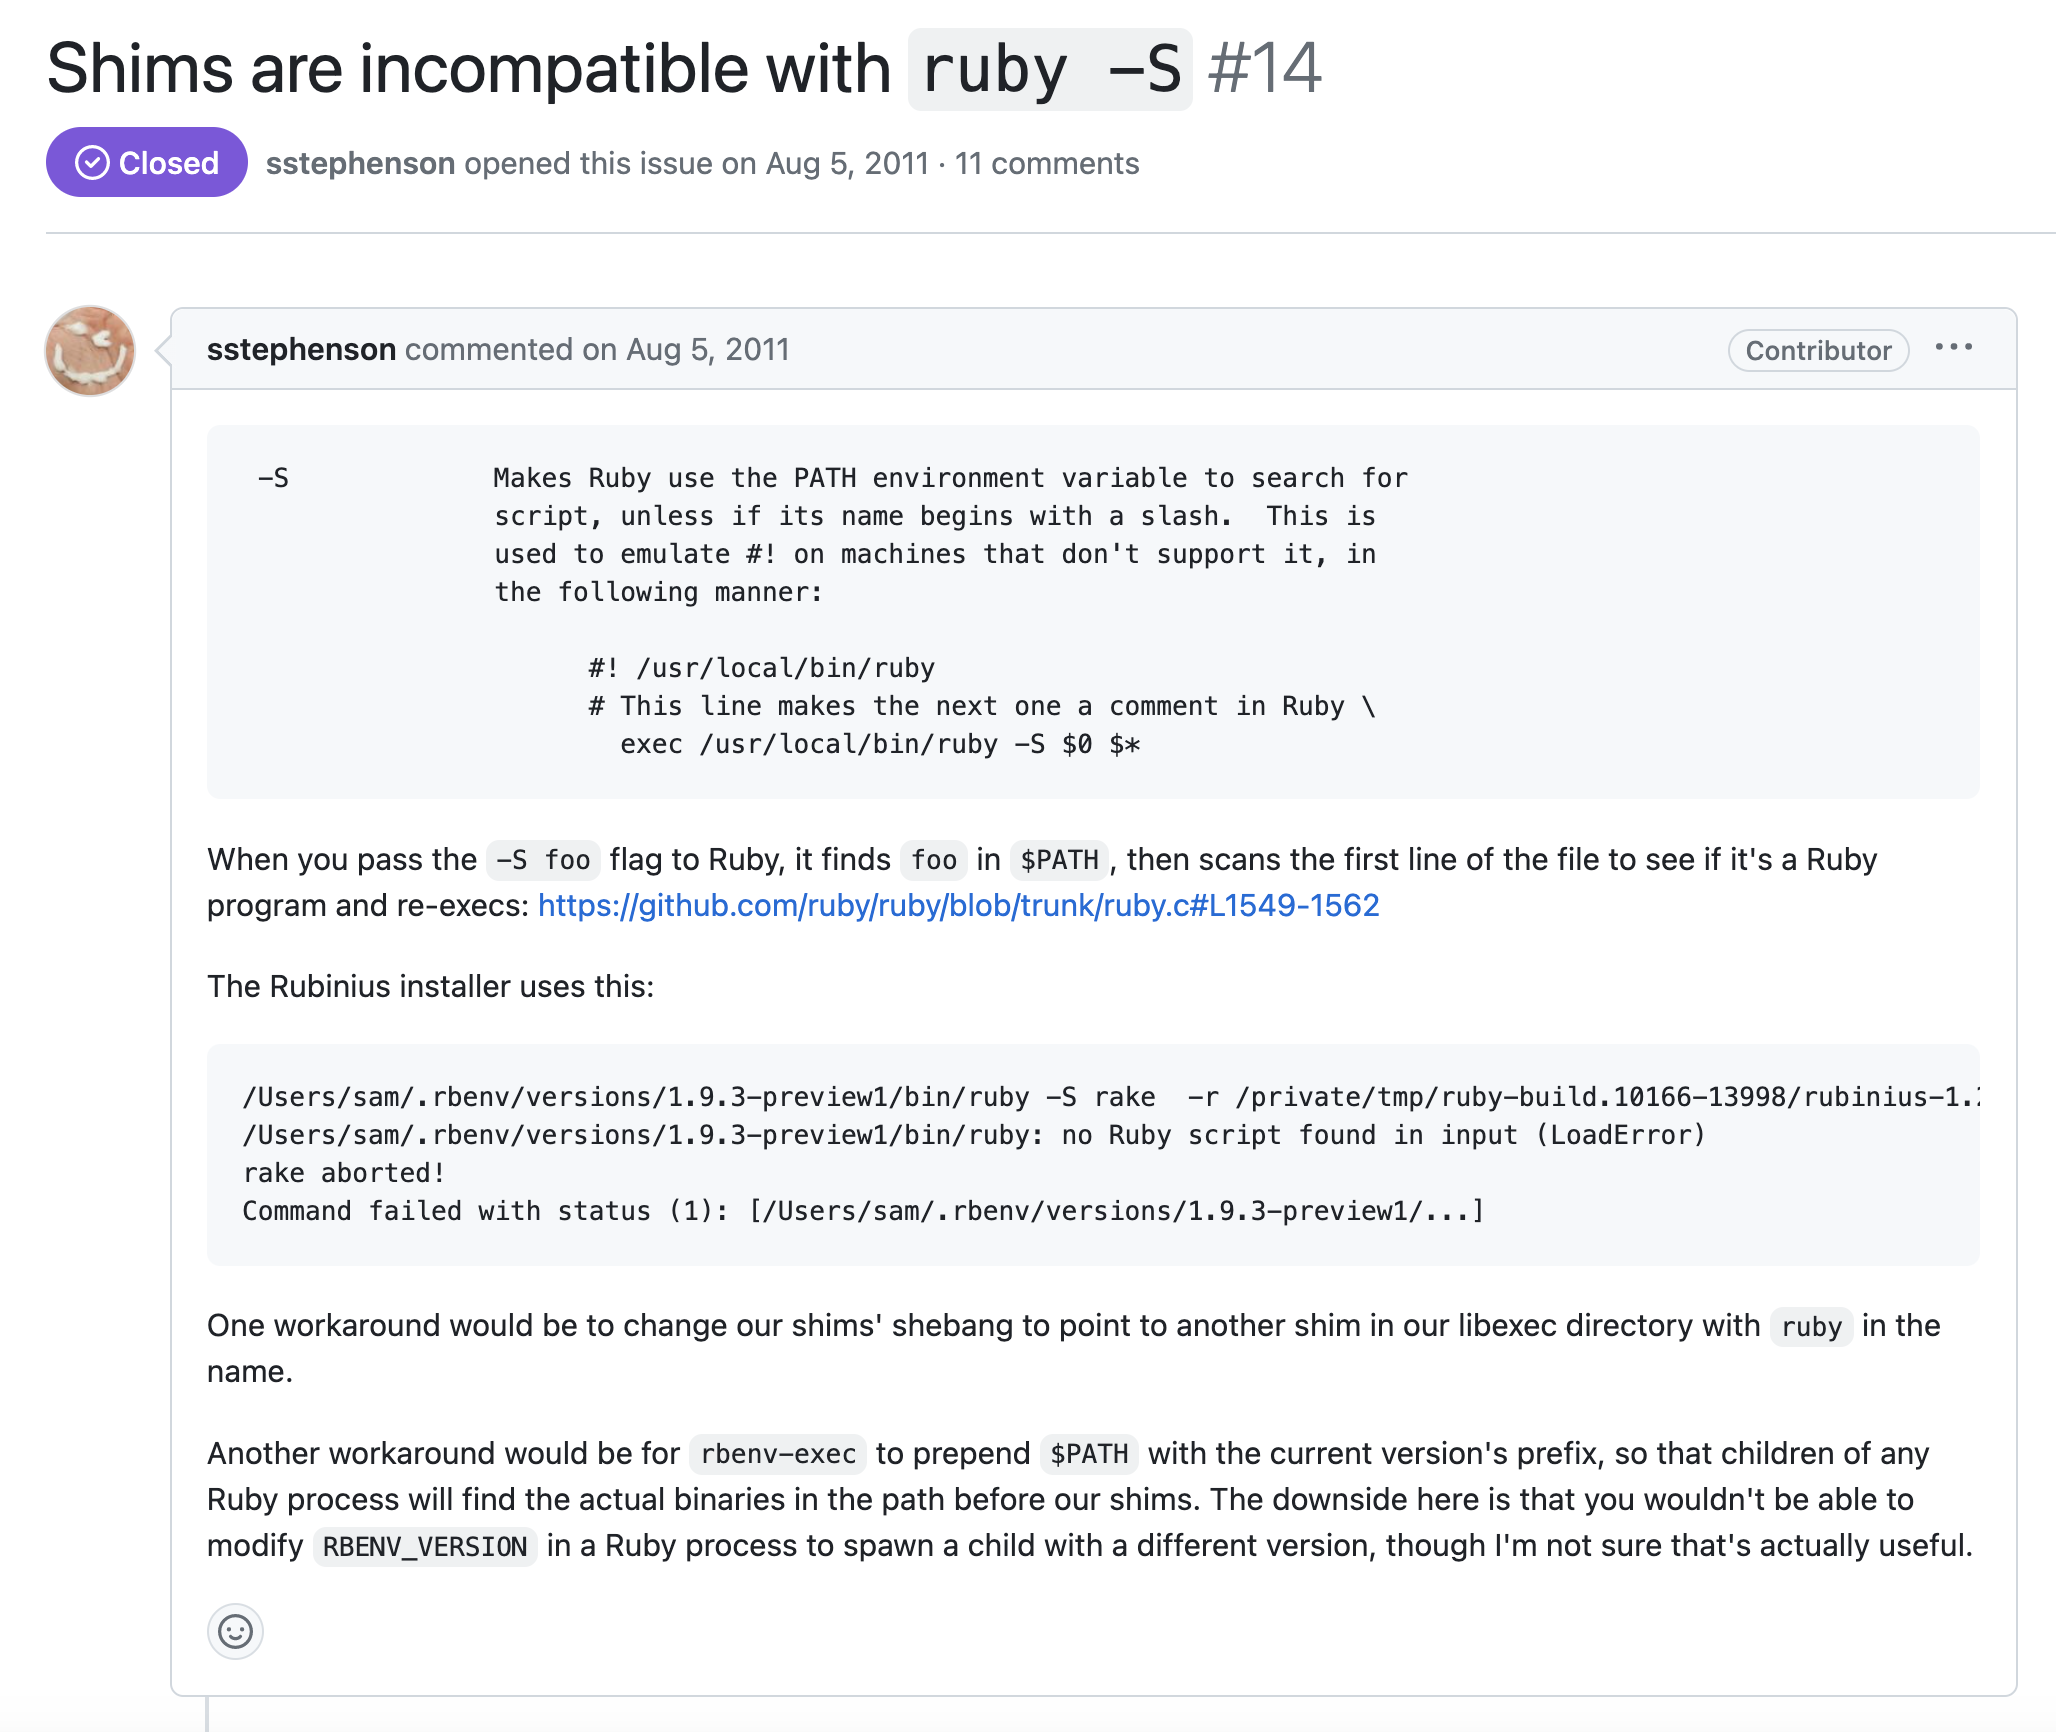 Shims are incompatible with ruby -S #14
Closed sstephenson opened this issue on Aug 5, 2011 · 11 comments
sstephenson commented on Aug 5, 2011 Contributor ...
-S Makes Ruby use the PATH environment variable to search for
script, unless if its name begins with a slash. This is
used to emulate #! on machines that don't support it, in
the following manner:
#! /usr/local/bin/ruby
# This line makes the next one a comment in Ruby \
exec /usr/local/bin/ruby -S $0 $*
When you pass the -S foo flag to Ruby, it finds foo in $PATH, then scans the first line of the file to see if it's a Ruby
program and re-execs: https://github.com/ruby/ruby/blob/trunk/ruby.c#L1549-1562
The Rubinius installer uses this:
/Users/sam/.rbenv/versions/1.9.3-preview1/bin/ruby -S rake  -r /private/tmp/ruby-build.10166-13998/rubinius-1.2
/Users/sam/.rbenv/versions/1.9.3-preview1/bin/ruby: no Ruby script found in input (LoadError)
rake aborted!
Command failed with status (1): [/Users/sam/.rbenv/versions/1.9.3-preview1/...]
One workaround would be to change our shims' shebang to point to another shim in our libexec directory with ruby in the
name.
Another workaround would be for rbenv-exec to prepend $PATH with the current version's prefix, so that children of any
Ruby process will find the actual binaries in the path before our shims. The downside here is that you wouldn't be able to
modify RBENV_VERSION in a Ruby process to spawn a child with a different version, though I'm not sure that's actually useful.